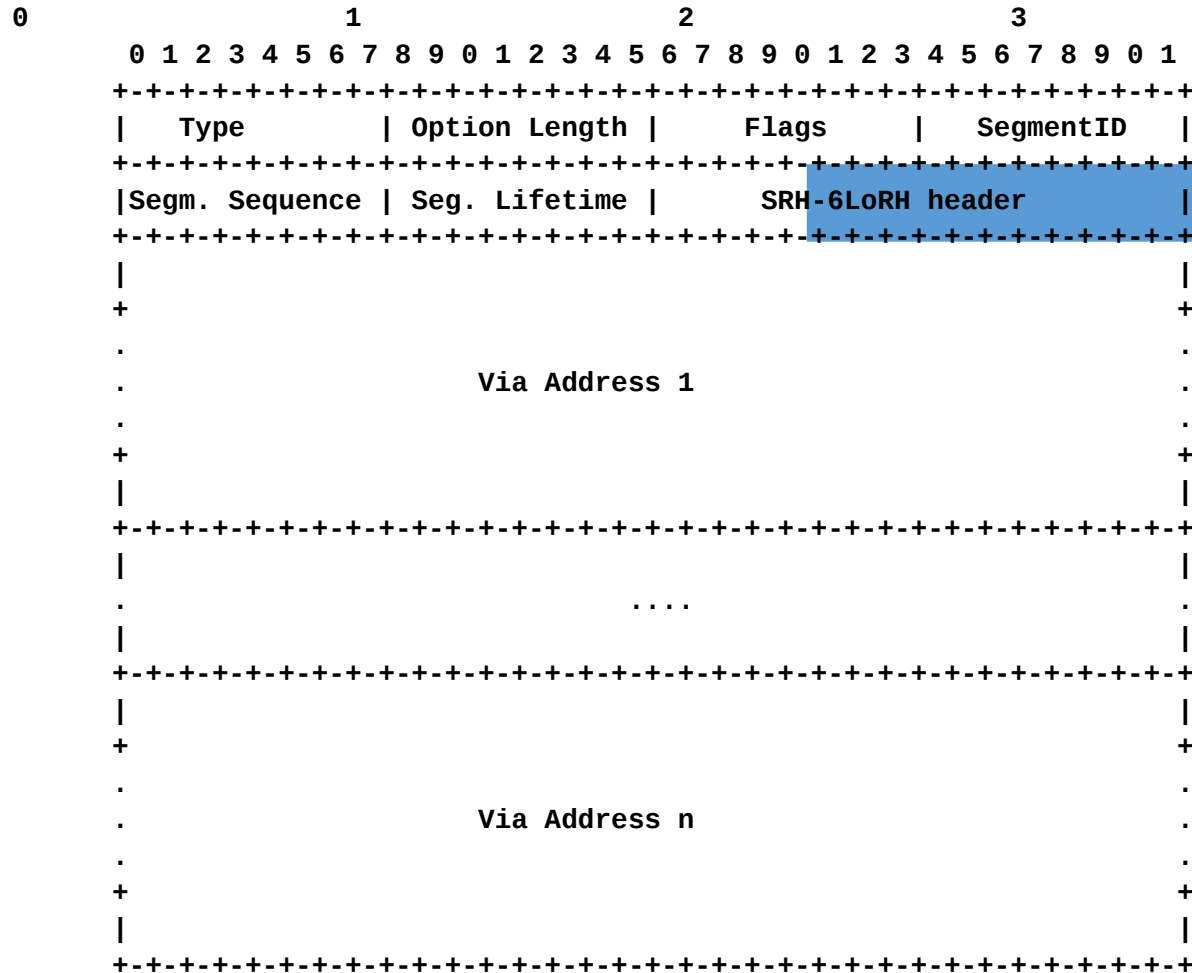 0                   1                   2                   3
       0 1 2 3 4 5 6 7 8 9 0 1 2 3 4 5 6 7 8 9 0 1 2 3 4 5 6 7 8 9 0 1
      +-+-+-+-+-+-+-+-+-+-+-+-+-+-+-+-+-+-+-+-+-+-+-+-+-+-+-+-+-+-+-+-+
      |   Type        | Option Length |     Flags     |   SegmentID   |
      +-+-+-+-+-+-+-+-+-+-+-+-+-+-+-+-+-+-+-+-+-+-+-+-+-+-+-+-+-+-+-+-+
      |Segm. Sequence | Seg. Lifetime |      SRH-6LoRH header         |
      +-+-+-+-+-+-+-+-+-+-+-+-+-+-+-+-+-+-+-+-+-+-+-+-+-+-+-+-+-+-+-+-+
      |                                                               |
      +                                                               +
      .                                                               .
      .                     Via Address 1                             .
      .                                                               .
      +                                                               +
      |                                                               |
      +-+-+-+-+-+-+-+-+-+-+-+-+-+-+-+-+-+-+-+-+-+-+-+-+-+-+-+-+-+-+-+-+
      |                                                               |
      .                              ....                             .
      |                                                               |
      +-+-+-+-+-+-+-+-+-+-+-+-+-+-+-+-+-+-+-+-+-+-+-+-+-+-+-+-+-+-+-+-+
      |                                                               |
      +                                                               +
      .                                                               .
      .                     Via Address n                             .
      .                                                               .
      +                                                               +
      |                                                               |
      +-+-+-+-+-+-+-+-+-+-+-+-+-+-+-+-+-+-+-+-+-+-+-+-+-+-+-+-+-+-+-+-+